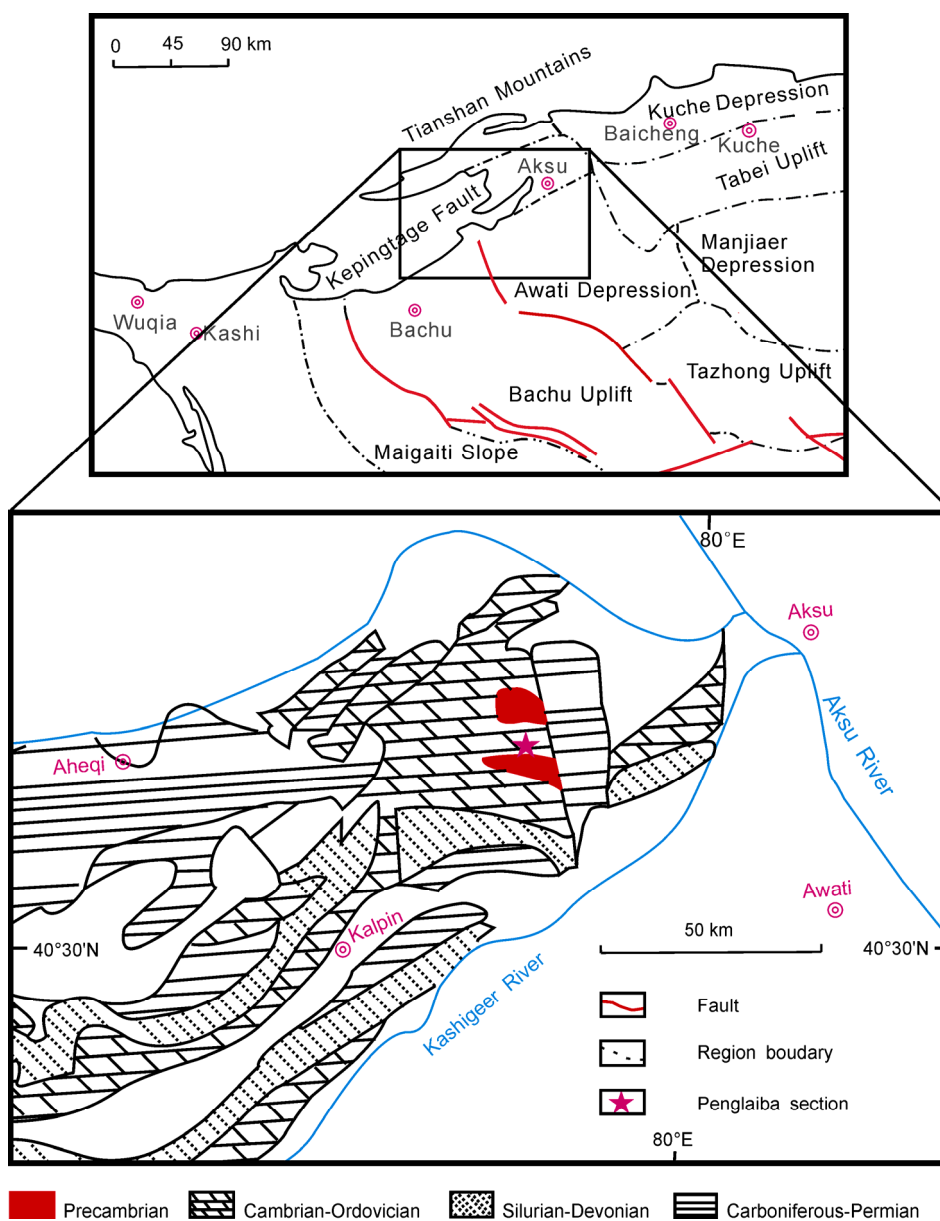 0 45 90 km
Tianshan Mountains
Kuche Depression
Baicheng
Kuche
Aksu
Tabei Uplift
Kepingtage Fault
Manjiaer
Depression
Awati Depression
Wuqia
Kashi
Bachu
Tazhong Uplift
Bachu Uplift
Maigaiti Slope
80°E
Aksu
Aksu River
Aheqi
Awati
Kalpin
50 km
40°30'N
40°30'N
Kashigeer River
Fault
Region boudary
Penglaiba section
80°E
Precambrian
Cambrian-Ordovician
Silurian-Devonian
Carboniferous-Permian